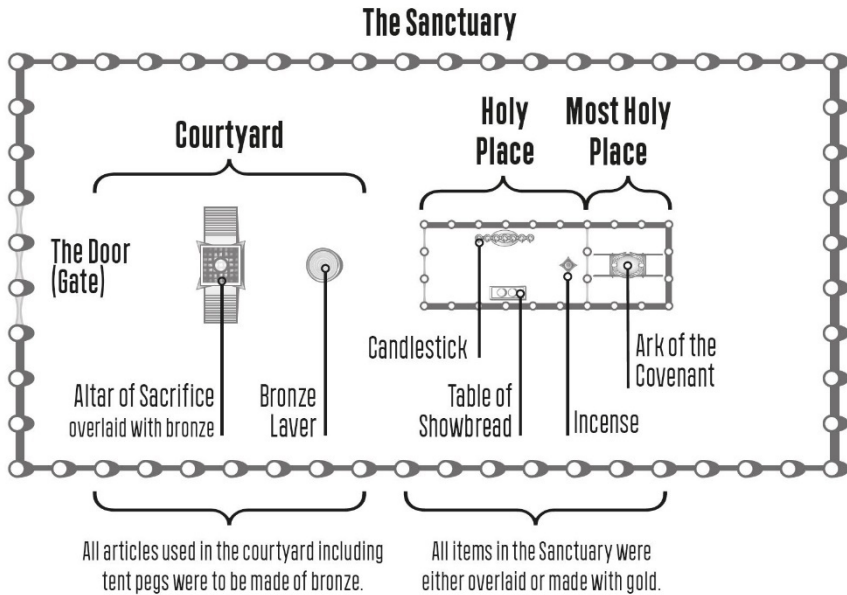 The Sanctuary
Courtyard
Holy
Place
Most Holy
Place
The Door
(Gate)
Altar of Sacrifice
overlaid with bronze
Bronze
Laver
Candlestick
Table of
Showbread
Incense
Ark of the
Covenant
All articles used in the courtyard including
tent pegs were to be made of bronze.
All items in the Sanctuary were
either overlaid or made with gold.